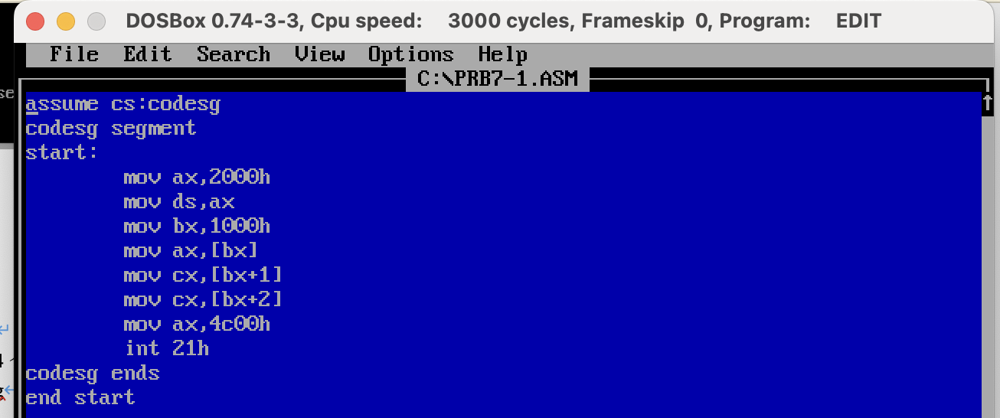 DOSBox 0.74-3-3, Cpu speed: 3000 cycles, Frameskip 0, Program: EDIT
File Edit Search View Options Help
C:\PRB7-1.ASM
se
assume cs:codesg
codesg segment
start:
mov ax,2000h
mov ds,ax
mov bx,1000h
mov ax,[bx]
mov cx,[bx+1]
mov cx,[bx+2]
mov ax,4c00h
int 21h
codesg ends
end start